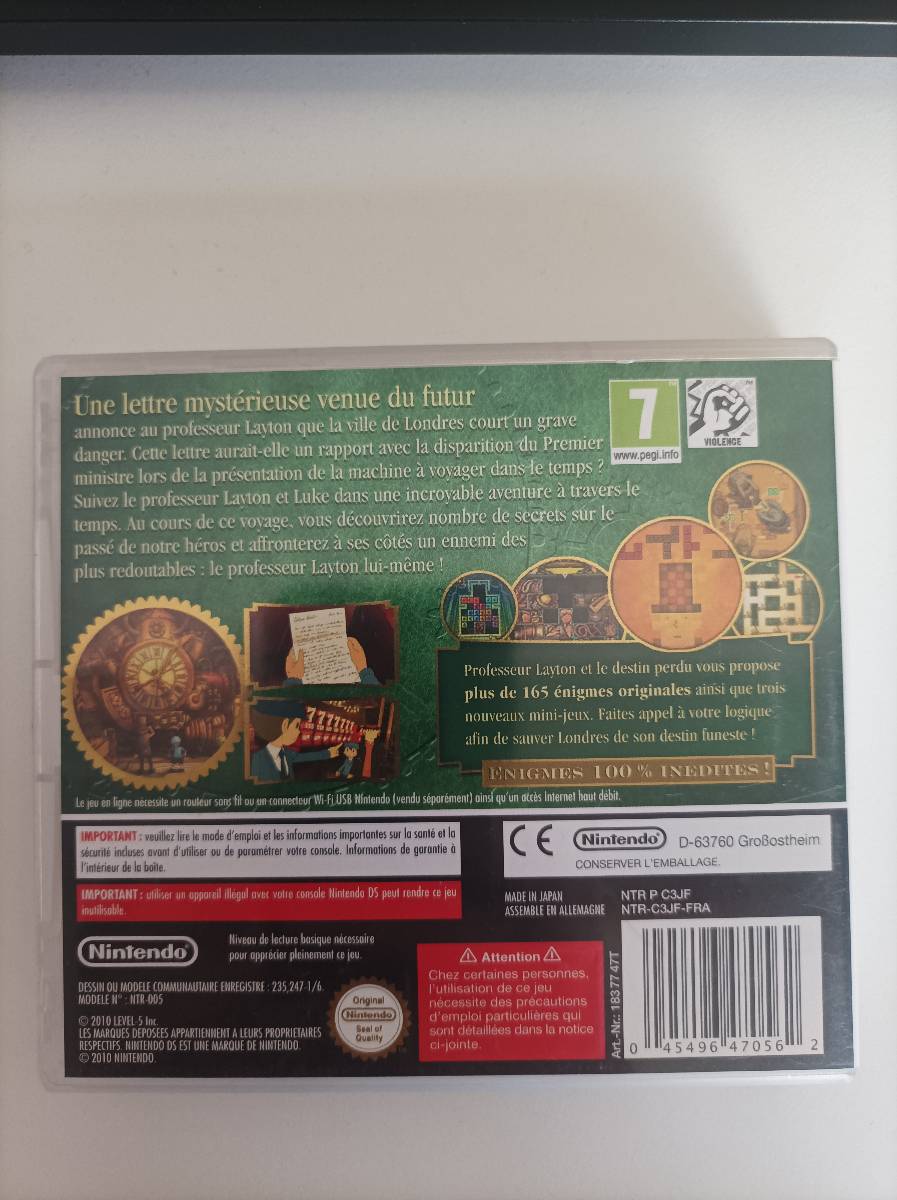 Une lettre mystérieuse venue du futur
annonce au professeur Layton que la ville de Londres court un grave
danger. Cette lettre aurait-elle un rapport avec la disparition du Premier
ministre lors de la présentation de la machine à voyager dans le temps ?
Suivez le professeur Layton et Luke dans une incroyable aventure à travers le
temps. Au cours de ce voyage, vous découvrirez nombre de secrets sur le
passé de notre héros et affronterez à ses côtés un ennemi des
plus redoutables : le professeur Layton lui-même !
7
www.pegi.info
VIOLENCE
Professeur Layton et le destin perdu vous propose
plus de 165 énigmes originales ainsi que trois
nouveaux mini-jeux. Faites appel à votre logique
afin de sauver Londres de son destin funeste !
ENIGMES 100 % INEDITES !
Le jeu en ligne nécessite un routeur sans fil ou un connecteur Wi-Fi USB Nintendo (vendu séparément) ainsi qu'un accès Internet haut débit.
IMPORTANT : veuillez lire le mode d'emploi et les informations importantes sur la santé et la
sécurité incluses avant d'utiliser ou de paramétrer votre console. Informations de garantie à
l'intérieur de la boîte.
IMPORTANT : utiliser un appareil illégal avec votre console Nintendo DS peut rendre ce jeu
inutilisable.
CE Nintendo D-63760 Großostheim
CONSERVER L'EMBALLAGE.
MADE IN JAPAN
ASSEMBLE EN ALLEMAGNE
NTR P C3JF
NTR-C3JF-FRA
Nintendo
Niveau de lecture basique nécessaire
pour apprécier pleinement ce jeu.
DESSIN OU MODELE COMMUNAUTAIRE ENREGISTRE : 235,247-1/6.
MODELE N° : NTR-005
© 2010 LEVEL-5 Inc.
LES MARQUES DEPOSEES APPARTIENNENT A LEURS PROPRIETAIRES
RESPECTIFS. NINTENDO DS EST UNE MARQUE DE NINTENDO.
© 2010 NINTENDO.
Original
Nintendo
Seal of
Quality
Attention
Chez certaines personnes,
l'utilisation de ce jeu
nécessite des précautions
d'emploi particulières qui
sont détaillées dans la notice
ci-jointe.
Art.-Nr.: 1837747T
0 45496 47056 2